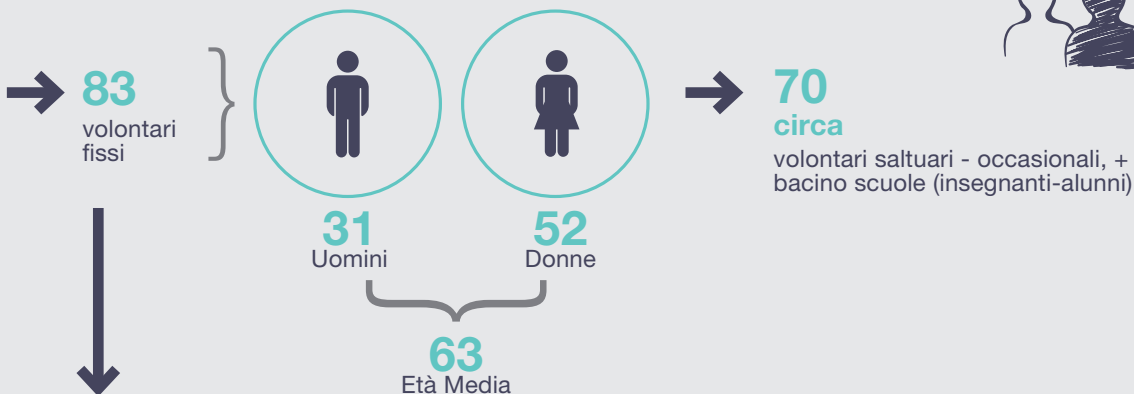 83
volontari
fissi
31
Uomini
52
Donne
63
Età Media
70
circa
volontari saltuari - occasionali, +
bacino scuole (insegnanti-alunni)